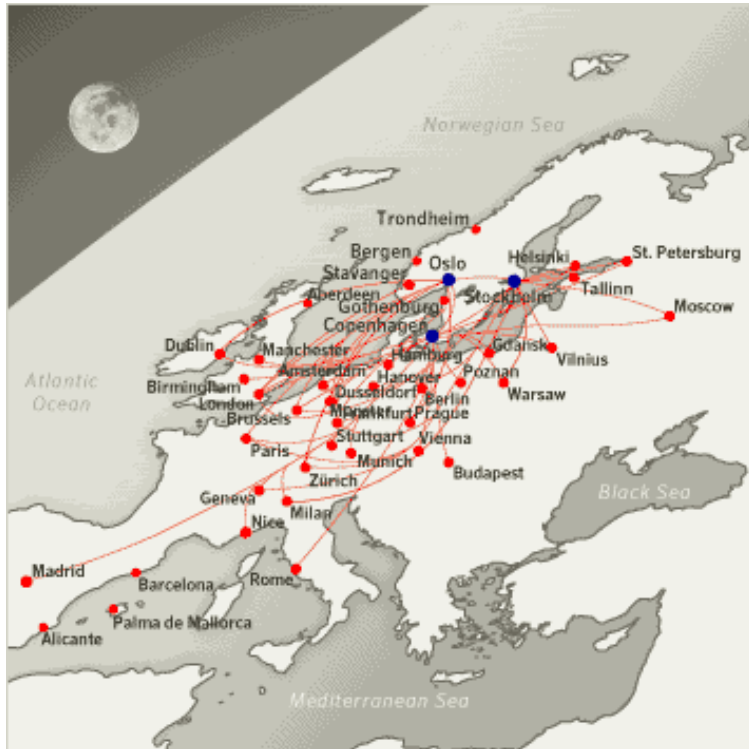 Norwegian Sea
Trondheim
Bergen
Oslo
Helsinki
St. Petersburg
Stavanger
Tallinn
Aberdeen
Gothenburg
Stockholm
Moscow
Copenhagen
Dublin
Manchester
Hamburg
Gdansk
Vilnius
Amsterdam
Poznan
Atlantic
Ocean
Birmingham
Hanover
London
Dusseldorf
Berlin
Warsaw
Brussels
Frankfurt
Prague
Paris
Stuttgart
Vienna
Munich
Budapest
Zürich
Geneva
Milan
Black Sea
Nice
Madrid
Barcelona
Rome
Palma de Mallorca
Alicante
Mediterranean Sea